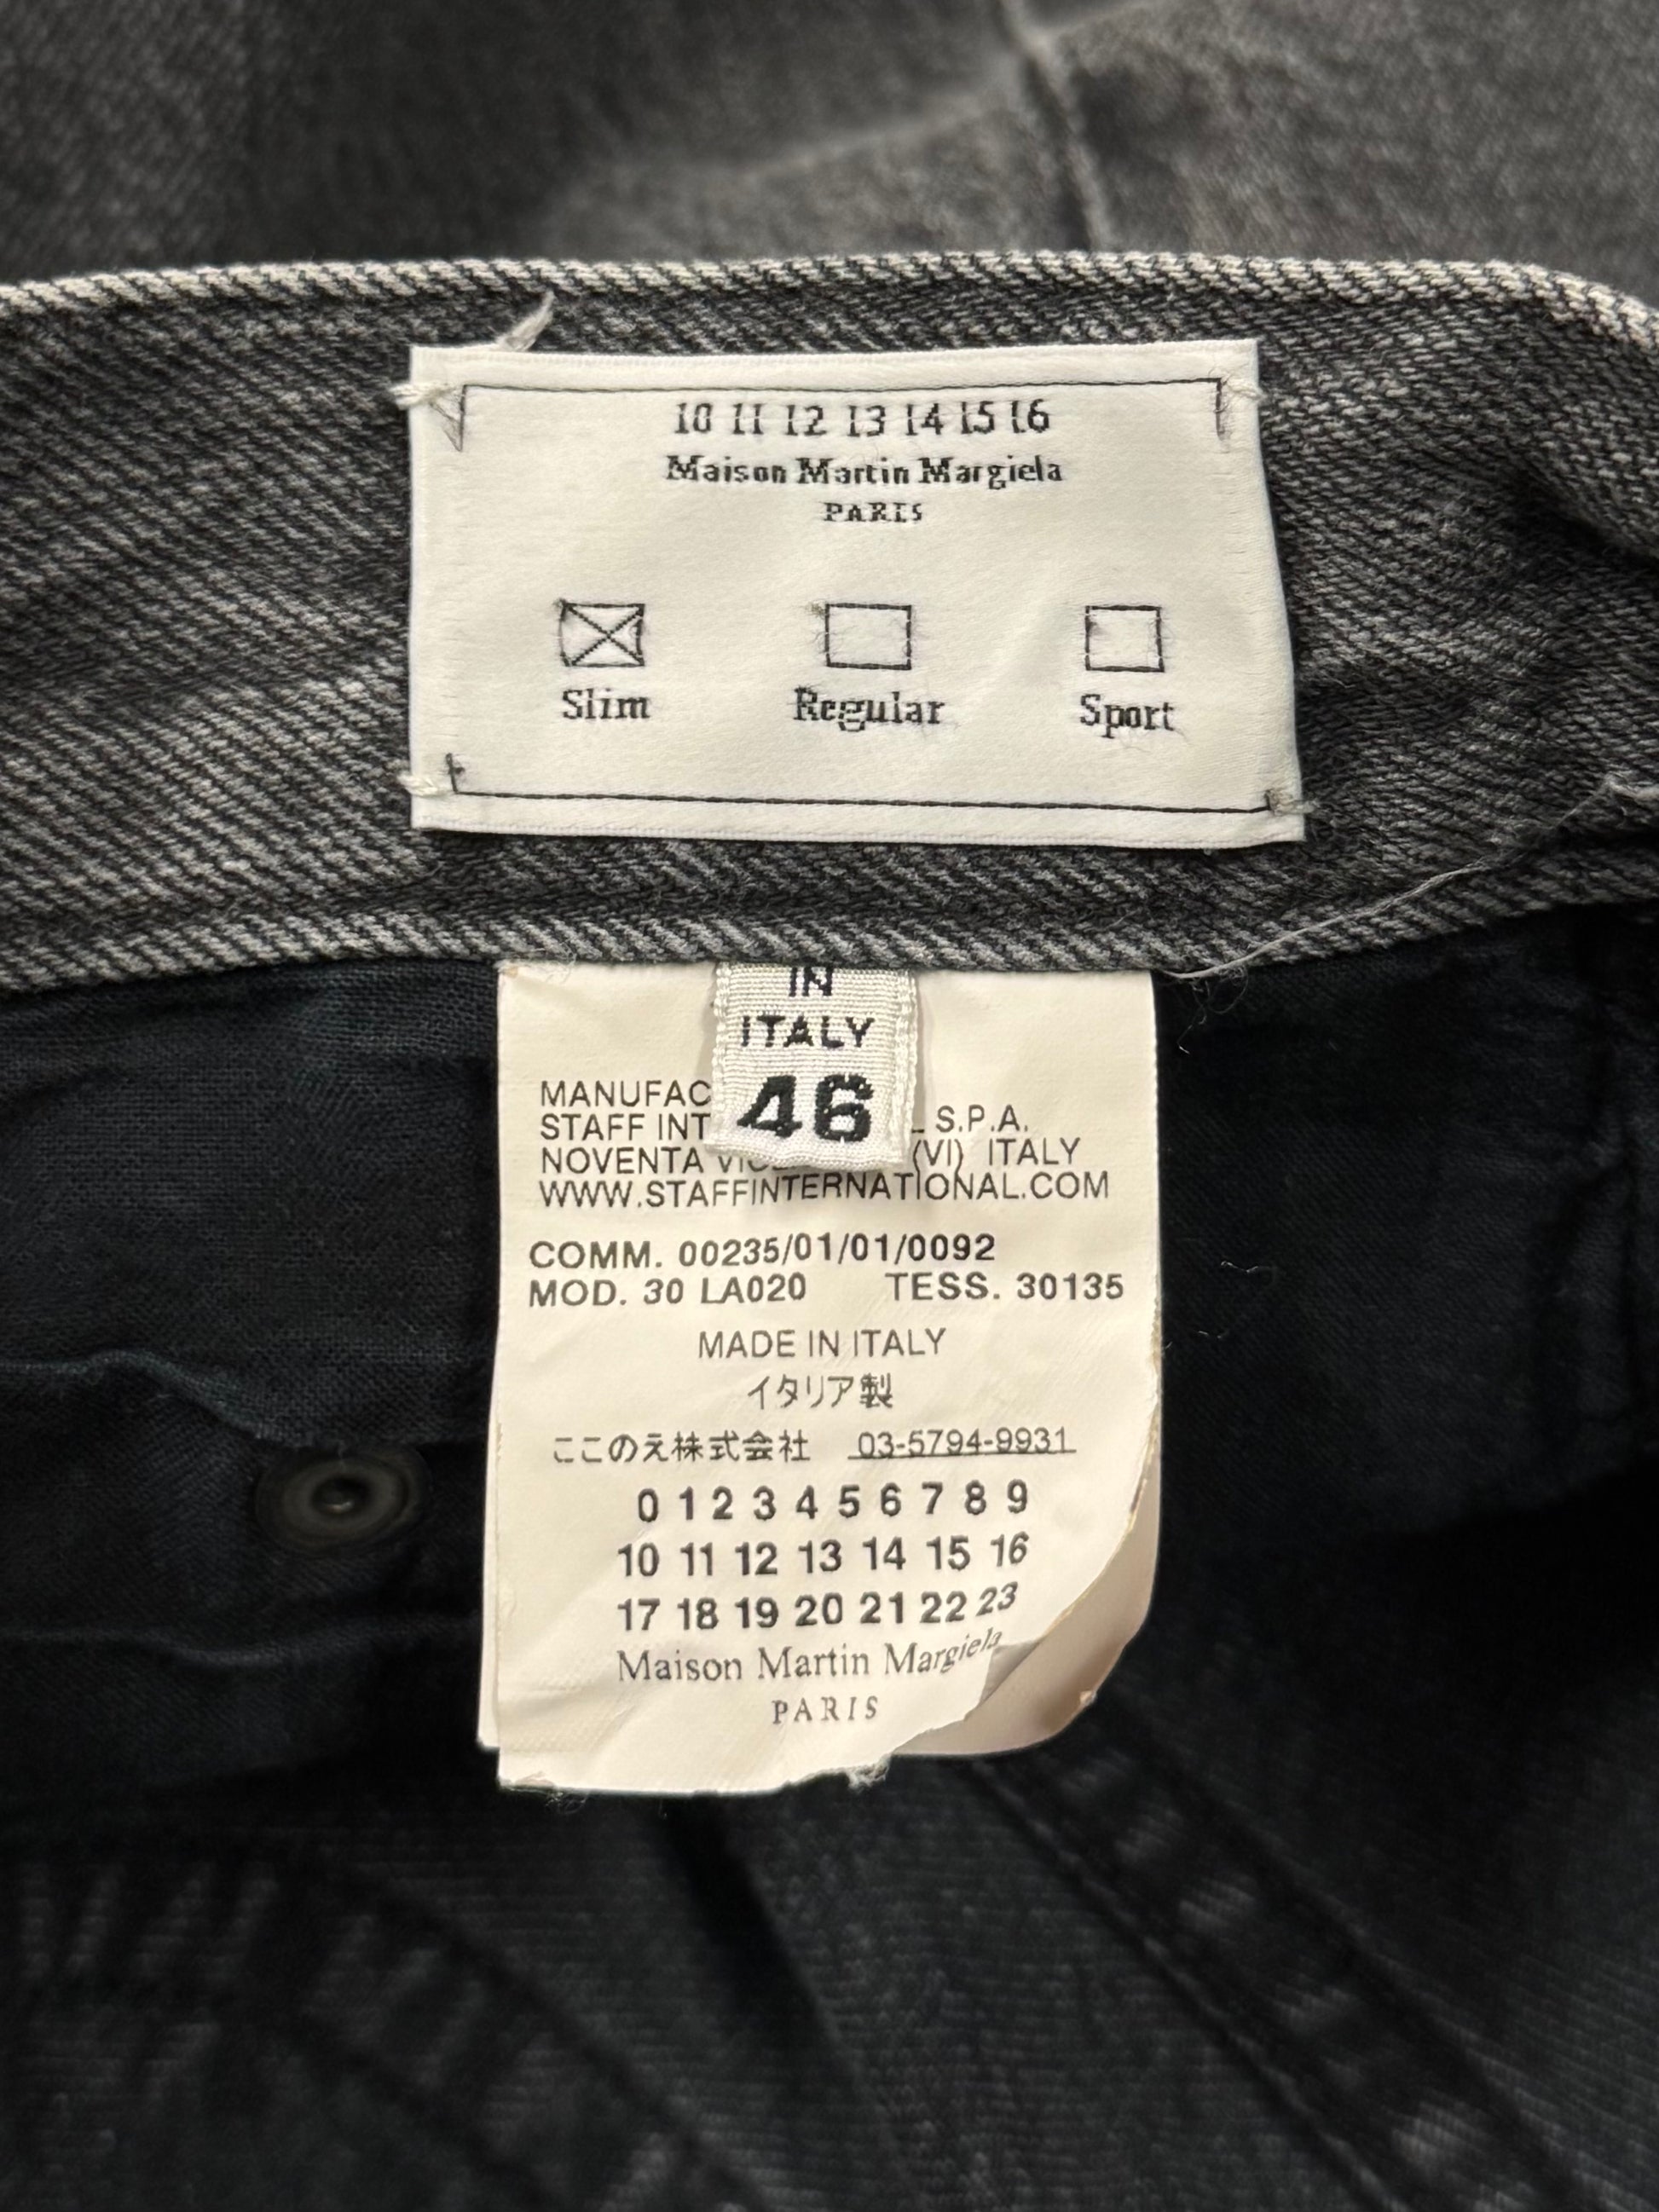 10 11 12 13 14 15 16
Maison Martin Margiela
PARIS
Slim Regular Sport
IN
ITALY
46
MANUFAC
STAFF INT L S.P.A.
NOVENTA (VI) ITALY
WWW.STAFFINTERNATIONAL.COM
COMM. 00235/01/01/0092
MOD. 30 LA020 TESS. 30135
MADE IN ITALY
イタリア製
ここのえ株式会社 03-5794-9931
0 1 2 3 4 5 6 7 8 9
10 11 12 13 14 15 16
17 18 19 20 21 22 23
Maison Martin Margiela
PARIS